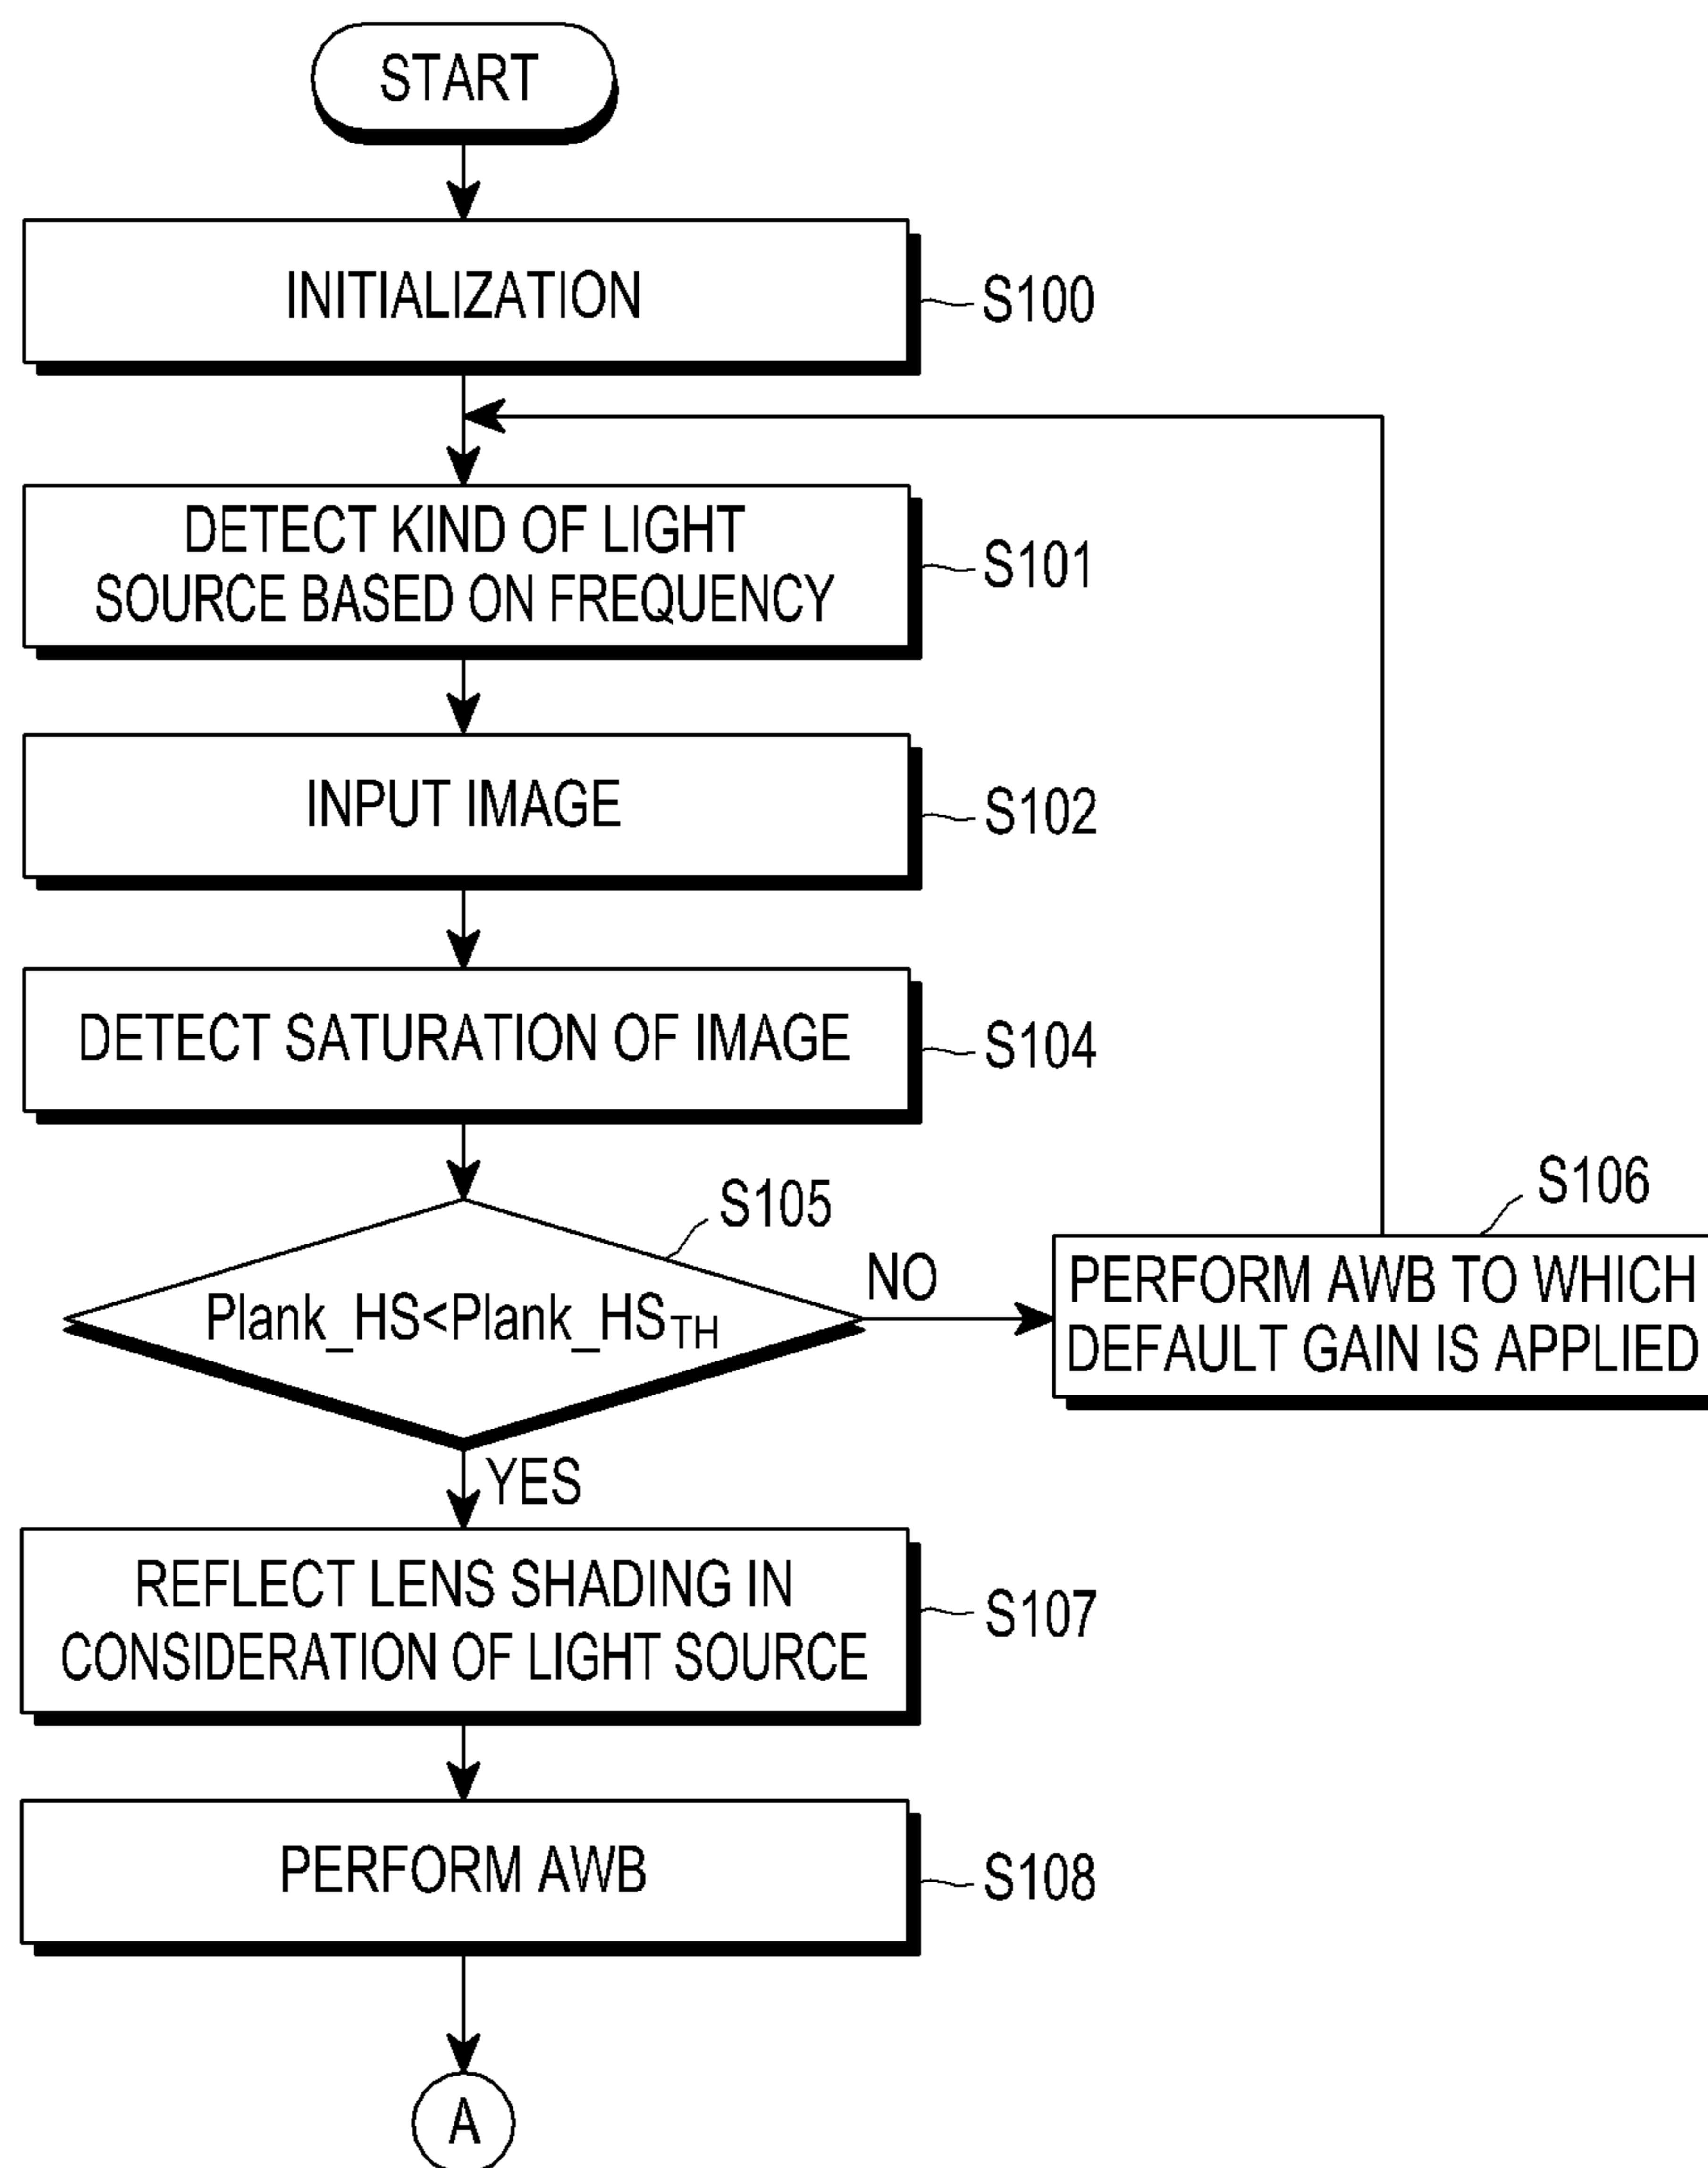 START
INITIALIZATION
S100
DETECT KIND OF LIGHT
SOURCE BASED ON FREQUENCY
S101
INPUT IMAGE
S102
DETECT SATURATION OF IMAGE
S104
Plank_HS<Plank_HSTH
S105
NO
PERFORM AWB TO WHICH
DEFAULT GAIN IS APPLIED
S106
YES
REFLECT LENS SHADING IN
CONSIDERATION OF LIGHT SOURCE
S107
PERFORM AWB
S108
A